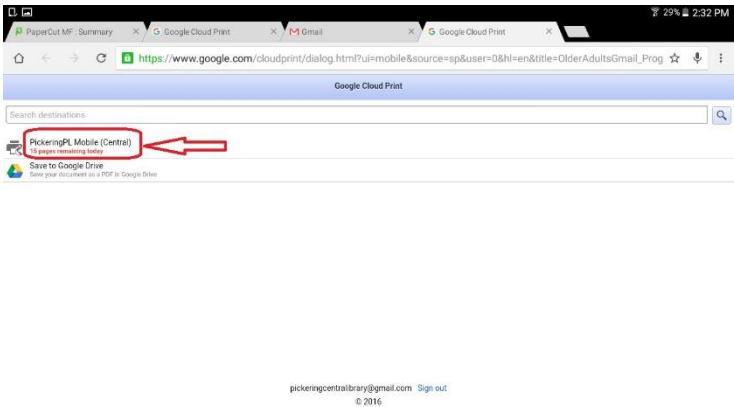 29% 2:32 PM
PaperCut MF : Summary × Google Cloud Print × Gmail × Google Cloud Print ×
https://www.google.com/cloudprint/dialog.html?ui=mobile&source=sp&user=0&hl=en&title=OlderAdultsGmail_Prog
Google Cloud Print
Search destinations
PickeringPL Mobile (Central)
15 pages remaining today
Save to Google Drive
Save your document as a PDF in Google Drive
pickeringcentralibrary@gmail.com Sign out
© 2016